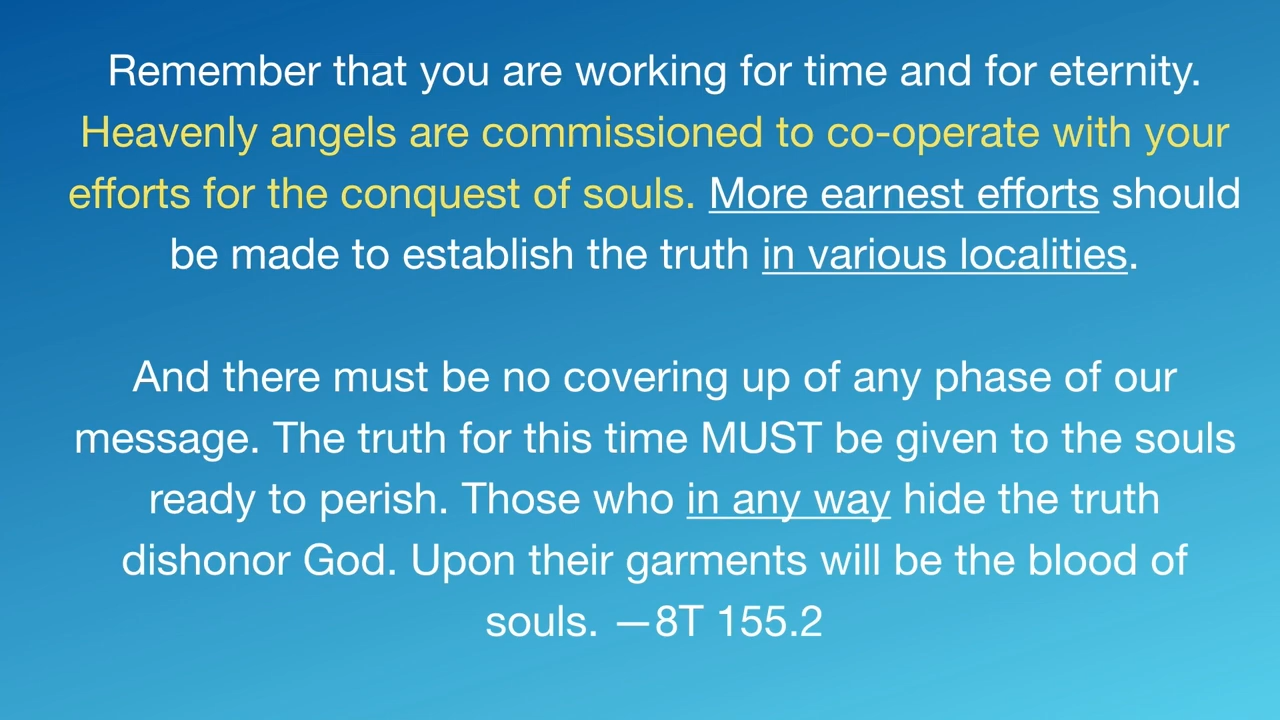 Remember that you are working for time and for eternity.
Heavenly angels are commissioned to co-operate with your
efforts for the conquest of souls. More earnest efforts should
be made to establish the truth in various localities.
And there must be no covering up of any phase of our
message. The truth for this time MUST be given to the souls
ready to perish. Those who in any way hide the truth
dishonor God. Upon their garments will be the blood of
souls. —8T 155.2